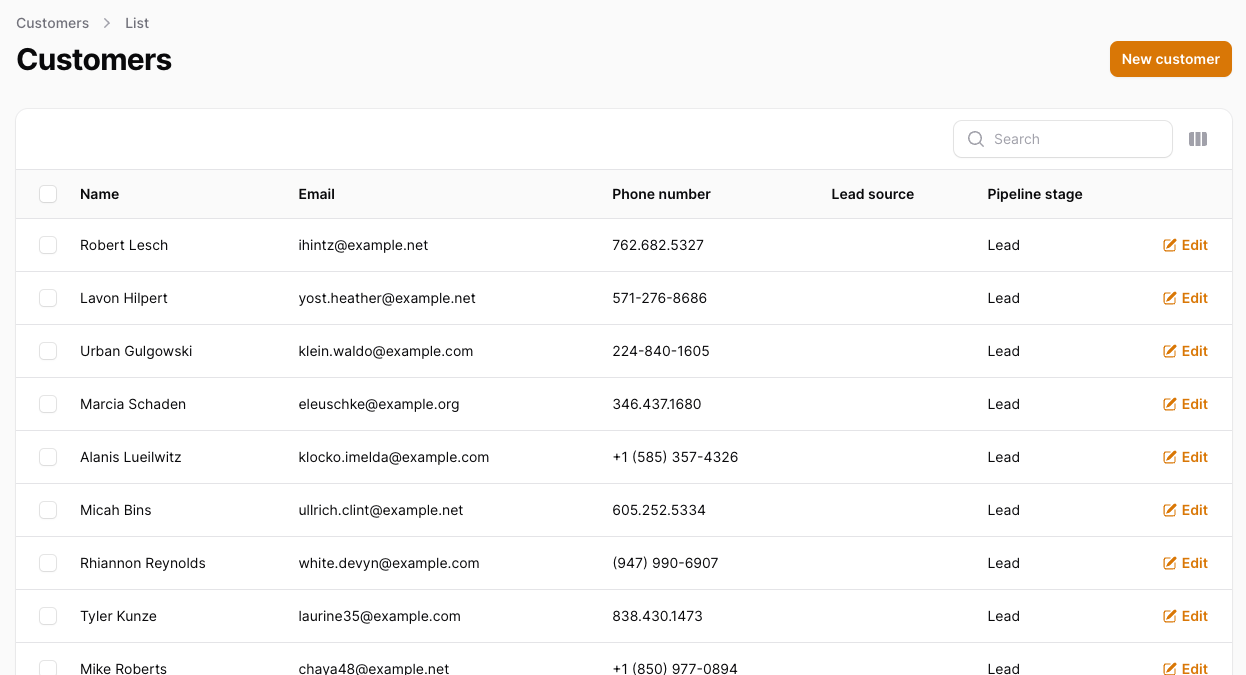 Customers > List
Customers
New customer
Search
Name Email Phone number Lead source Pipeline stage
Robert Lesch ihintz@example.net 762.682.5327 Lead Edit
Lavon Hilpert yost.heather@example.net 571-276-8686 Lead Edit
Urban Gulgowski klein.waldo@example.com 224-840-1605 Lead Edit
Marcia Schaden eleuschke@example.org 346.437.1680 Lead Edit
Alanis Lueilwitz klocko.imelda@example.com +1 (585) 357-4326 Lead Edit
Micah Bins ullrich.clint@example.net 605.252.5334 Lead Edit
Rhiannon Reynolds white.devyn@example.com (947) 990-6907 Lead Edit
Tyler Kunze laurine35@example.com 838.430.1473 Lead Edit
Mike Roberts chaya48@example.net +1 (850) 977-0894 Lead Edit